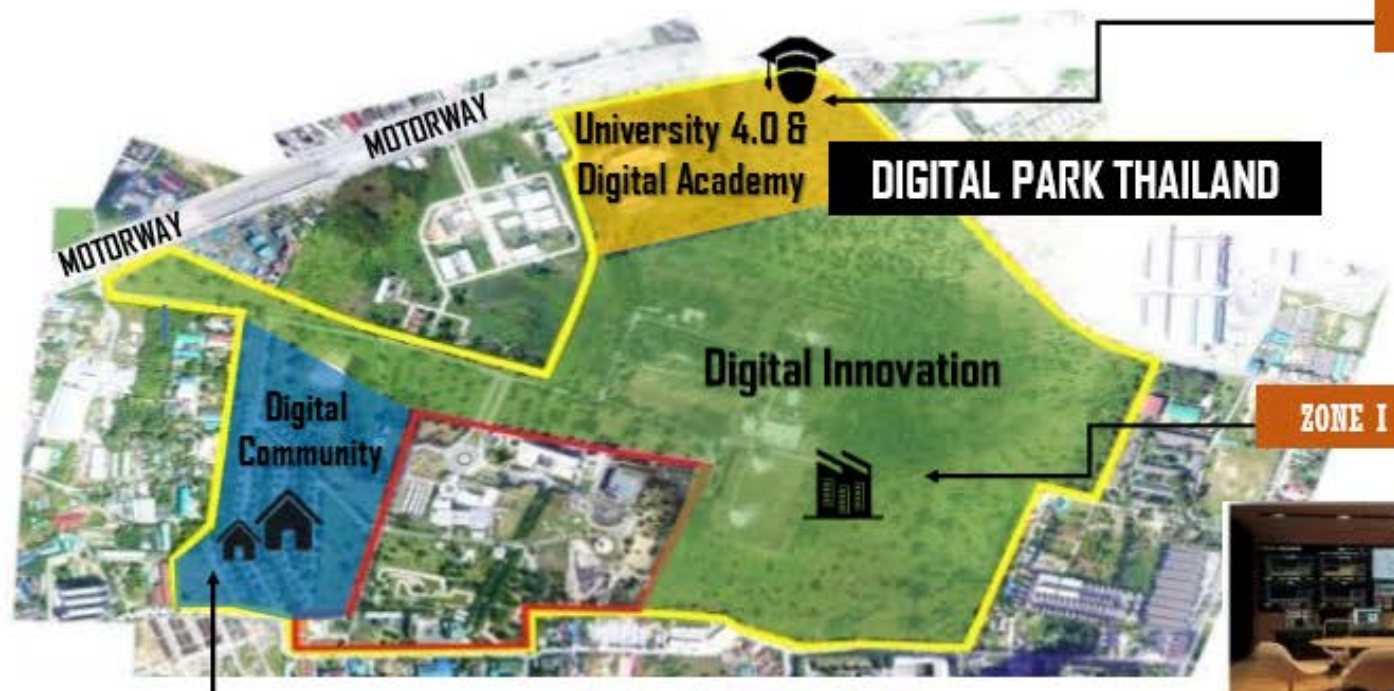 MOTORWAY
University 4.0 &
Digital Academy
DIGITAL PARK THAILAND
MOTORWAY
Digital Innovation
Digital
Community
ZONE I